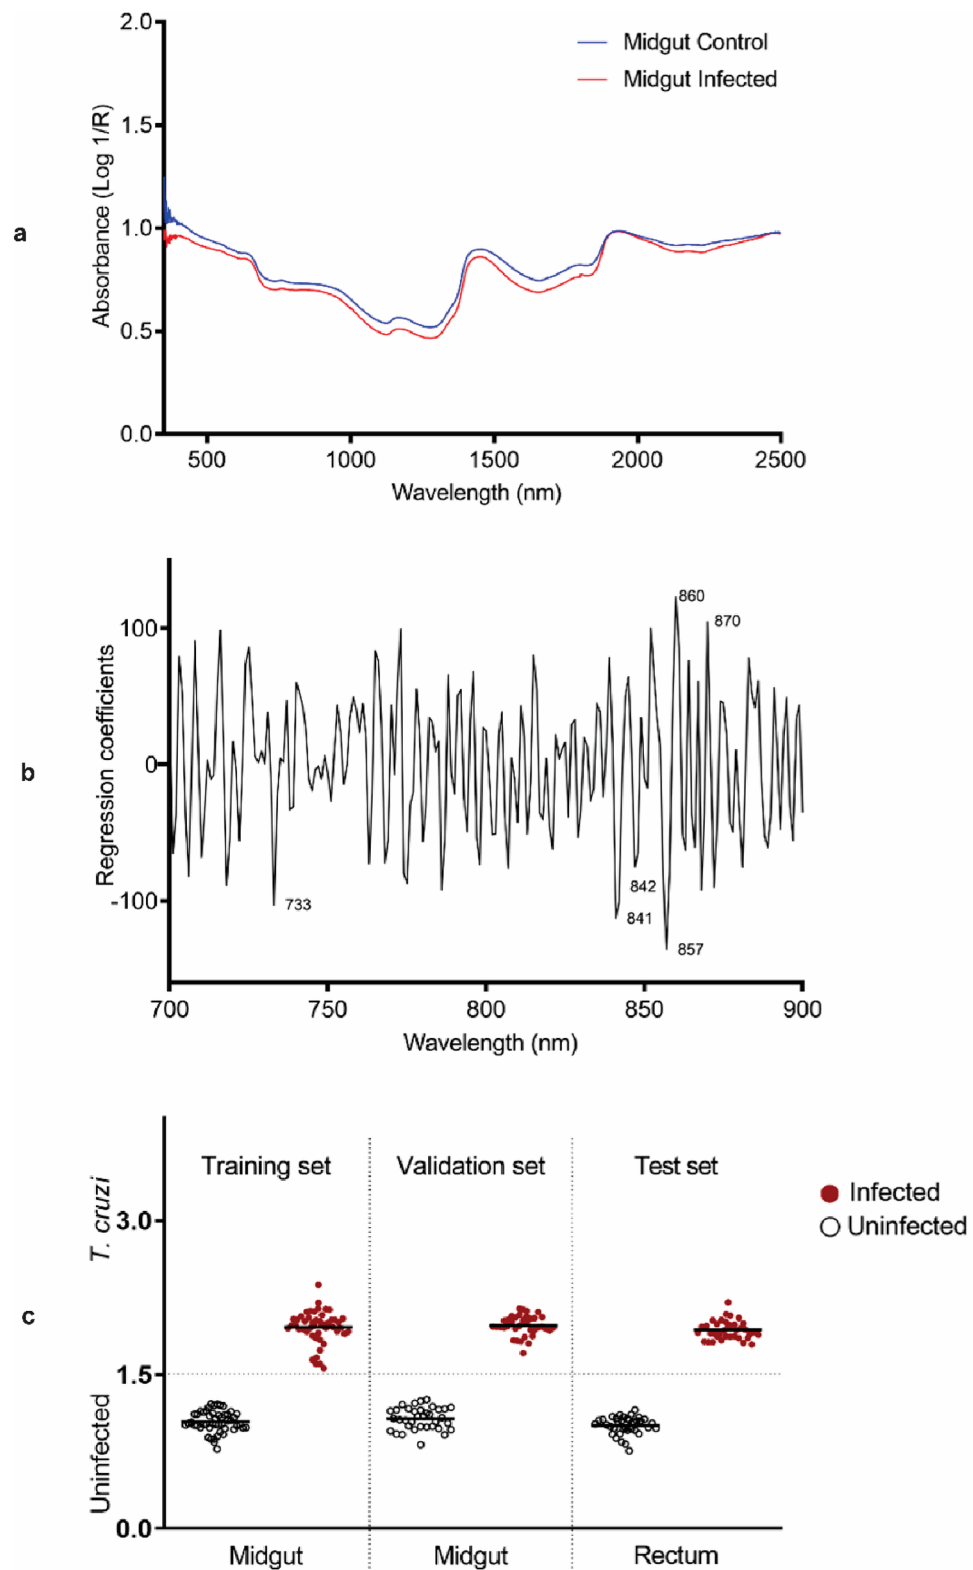 a
Absorbance (Log 1/R)
2.0
1.5
1.0
0.5
0.0
Midgut Control
Midgut Infected
500 1000 1500 2000 2500
Wavelength (nm)
b
Regression coefficients
100
0
-100
860
870
733
842
841
857
700 750 800 850 900
Wavelength (nm)
c
T. cruzi
Uninfected
3.0
1.5
0.0
Training set Validation set Test set
Infected
Uninfected
Midgut Midgut Rectum